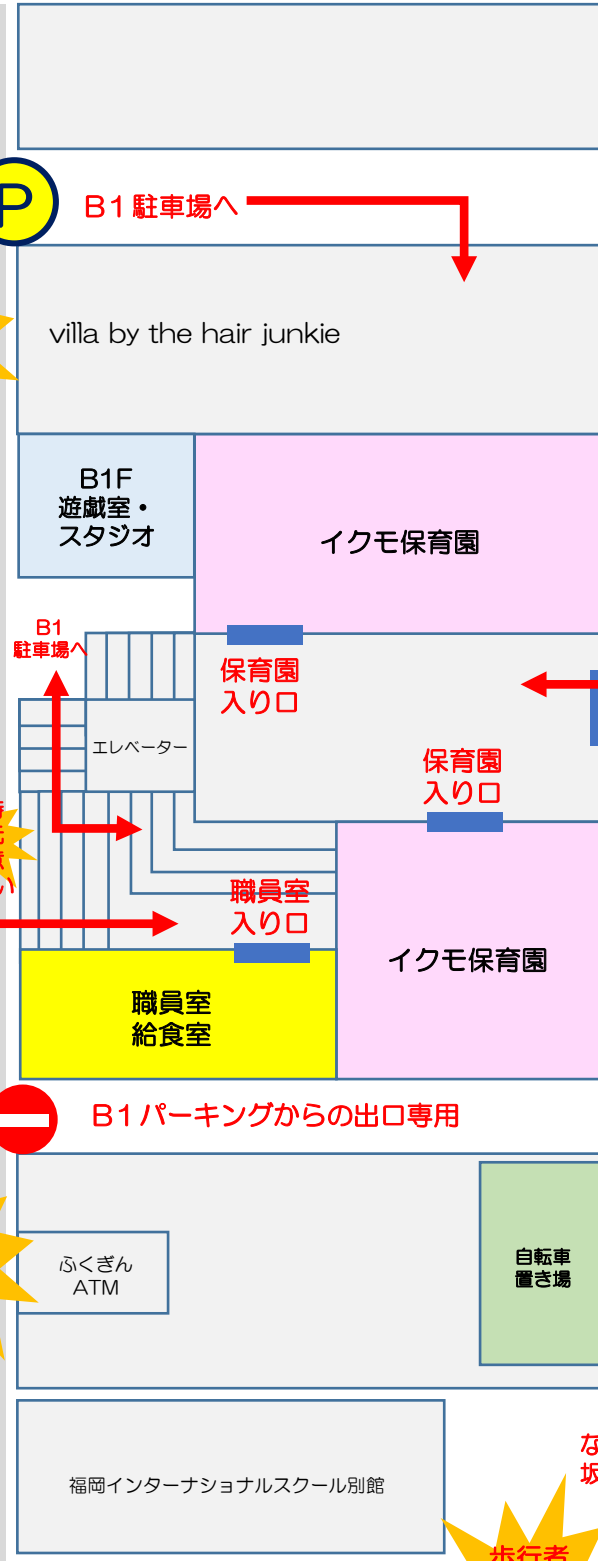 P
B1駐車場へ
villa by the hair junkie
B1F
遊戯室・
スタジオ
イクモ保育園
B1
駐車場へ
保育園
入り口
エレベーター
保育園
入り口
職員室
入り口
イクモ保育園
職員室
給食室
B1パーキングからの出口専用
ふくぎん
ATM
自転車
置き場
福岡インターナショナルスクール別館
な
坂
歩行者